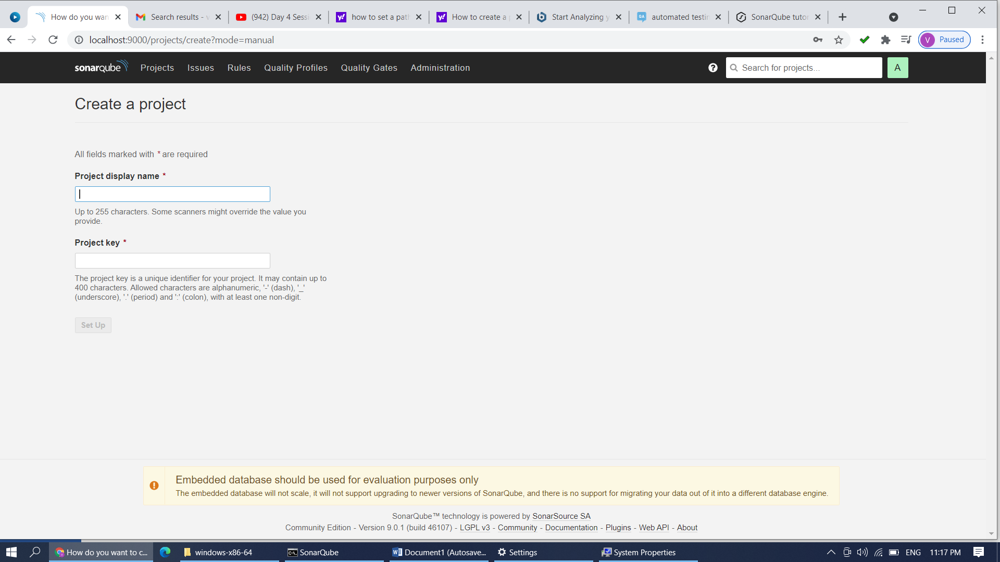 How do you wan
Search results - v
(942) Day 4 Sessi
how to set a path
How to create a p
Start Analyzing y
automated testin
SonarQube tutor
localhost:9000/projects/create?mode=manual
V Paused
sonarqube Projects Issues Rules Quality Profiles Quality Gates Administration
? Search for projects... A
Create a project
All fields marked with * are required
Project display name *
Up to 255 characters. Some scanners might override the value you
provide.
Project key *
The project key is a unique identifier for your project. It may contain up to
400 characters. Allowed characters are alphanumeric, '-' (dash), '_'
(underscore), '.' (period) and ':' (colon), with at least one non-digit.
Set Up
Embedded database should be used for evaluation purposes only
The embedded database will not scale, it will not support upgrading to newer versions of SonarQube, and there is no support for migrating your data out of it into a different database engine.
SonarQube™ technology is powered by SonarSource SA
Community Edition - Version 9.0.1 (build 46107) - LGPL v3 - Community - Documentation - Plugins - Web API - About
How do you want to c...
windows-x86-64
SonarQube
Document1 (Autosave...
Settings
System Properties
ENG
11:17 PM